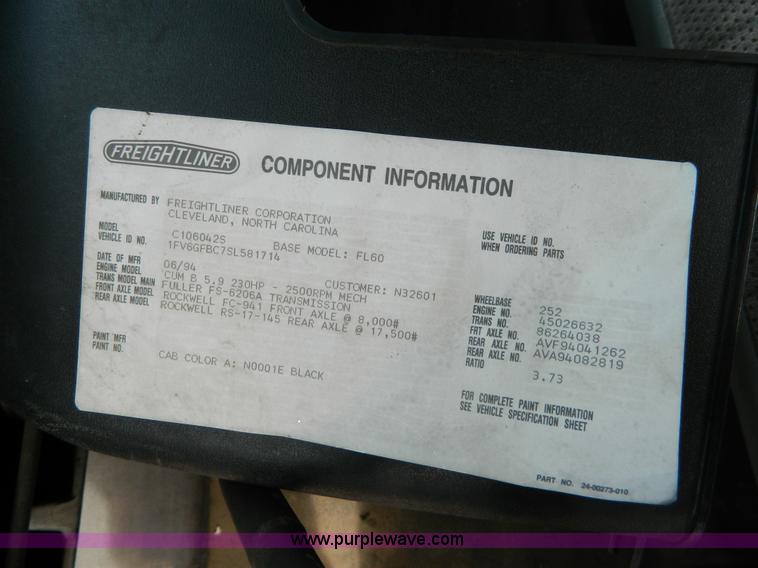 FREIGHTLINER
COMPONENT INFORMATION
MANUFACTURED BY FREIGHTLINER CORPORATION
CLEVELAND, NORTH CAROLINA
MODEL C106042S BASE MODEL: FL60
VEHICLE ID NO. 1FV6GFBC7SL581714
USE VEHICLE ID NO.
WHEN ORDERING PARTS
DATE OF MFR 06/94 CUSTOMER: N32601
ENGINE MODEL CUM B 5.9 230HP - 2500RPM MECH
TRANS MODEL MAIN FULLER FS-6206A TRANSMISSION
FRONT AXLE MODEL ROCKWELL FC-941 FRONT AXLE @ 8,000#
REAR AXLE MODEL ROCKWELL RS-17-145 REAR AXLE @ 17,500#
WHEELBASE 252
ENGINE NO. 45026632
TRANS NO. 86264038
FRT AXLE NO. AVF94041262
REAR AXLE NO. AVA94082819
REAR AXLE NO.
RATIO 3.73
PAINT MFR
PAINT NO.
CAB COLOR A: N0001E BLACK
FOR COMPLETE PAINT INFORMATION
SEE VEHICLE SPECIFICATION SHEET
PART NO. 24-00273-010
www.purplewave.com